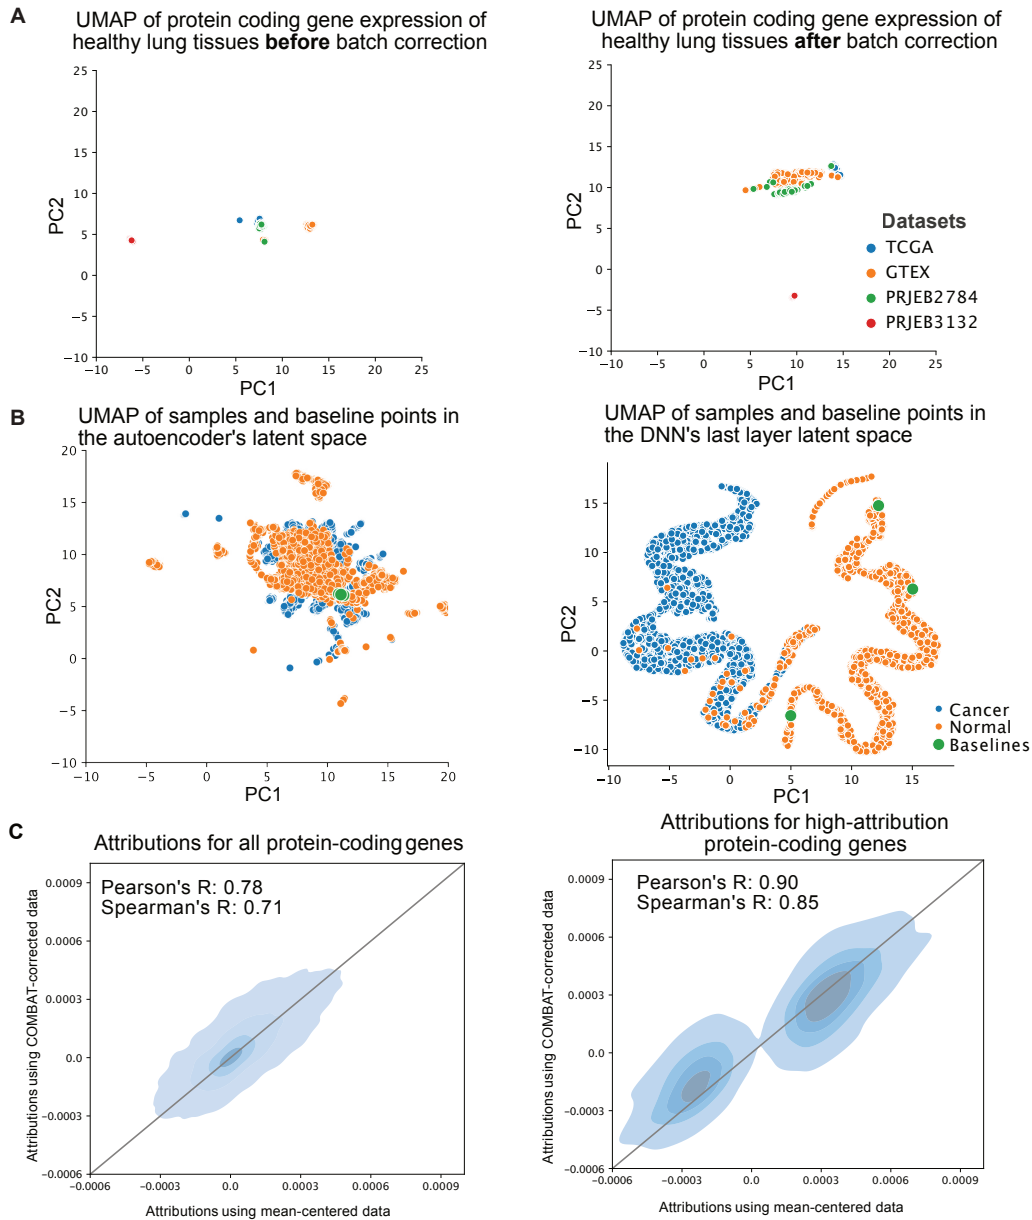 A
UMAP of protein coding gene expression of
healthy lung tissues before batch correction
UMAP of protein coding gene expression of
healthy lung tissues after batch correction
25
20
15
10
5
0
−5
−10
PC2
−10
−5
0
5
10
15
20
25
PC1
25
20
15
10
5
0
−5
−10
PC2
−10
−5
0
5
10
15
20
25
PC1
Datasets
TCGA
GTEX
PRJEB2784
PRJEB3132
B
UMAP of samples and baseline points in
the autoencoder's latent space
UMAP of samples and baseline points in
the DNN's last layer latent space
20
15
10
5
0
−5
−10
PC2
−10
−5
0
5
10
15
20
PC1
15
10
5
0
−5
−10
PC2
−10
−5
0
5
10
15
PC1
Cancer
Normal
Baselines
C
Attributions for all protein-coding genes
Attributions for high-attribution
protein-coding genes
Pearson's R: 0.78
Spearman's R: 0.71
0.0009
0.0006
0.0003
0.0
−0.0003
−0.0006
Attributions using COMBAT-corrected data
−0.0006
−0.0003
0.0
0.0003
0.0006
0.0009
Attributions using mean-centered data
Pearson's R: 0.90
Spearman's R: 0.85
0.0009
0.0006
0.0003
0.0
−0.0003
−0.0006
Attributions using COMBAT-corrected data
−0.0006
−0.0003
0.0
0.0003
0.0006
0.0009
Attributions using mean-centered data